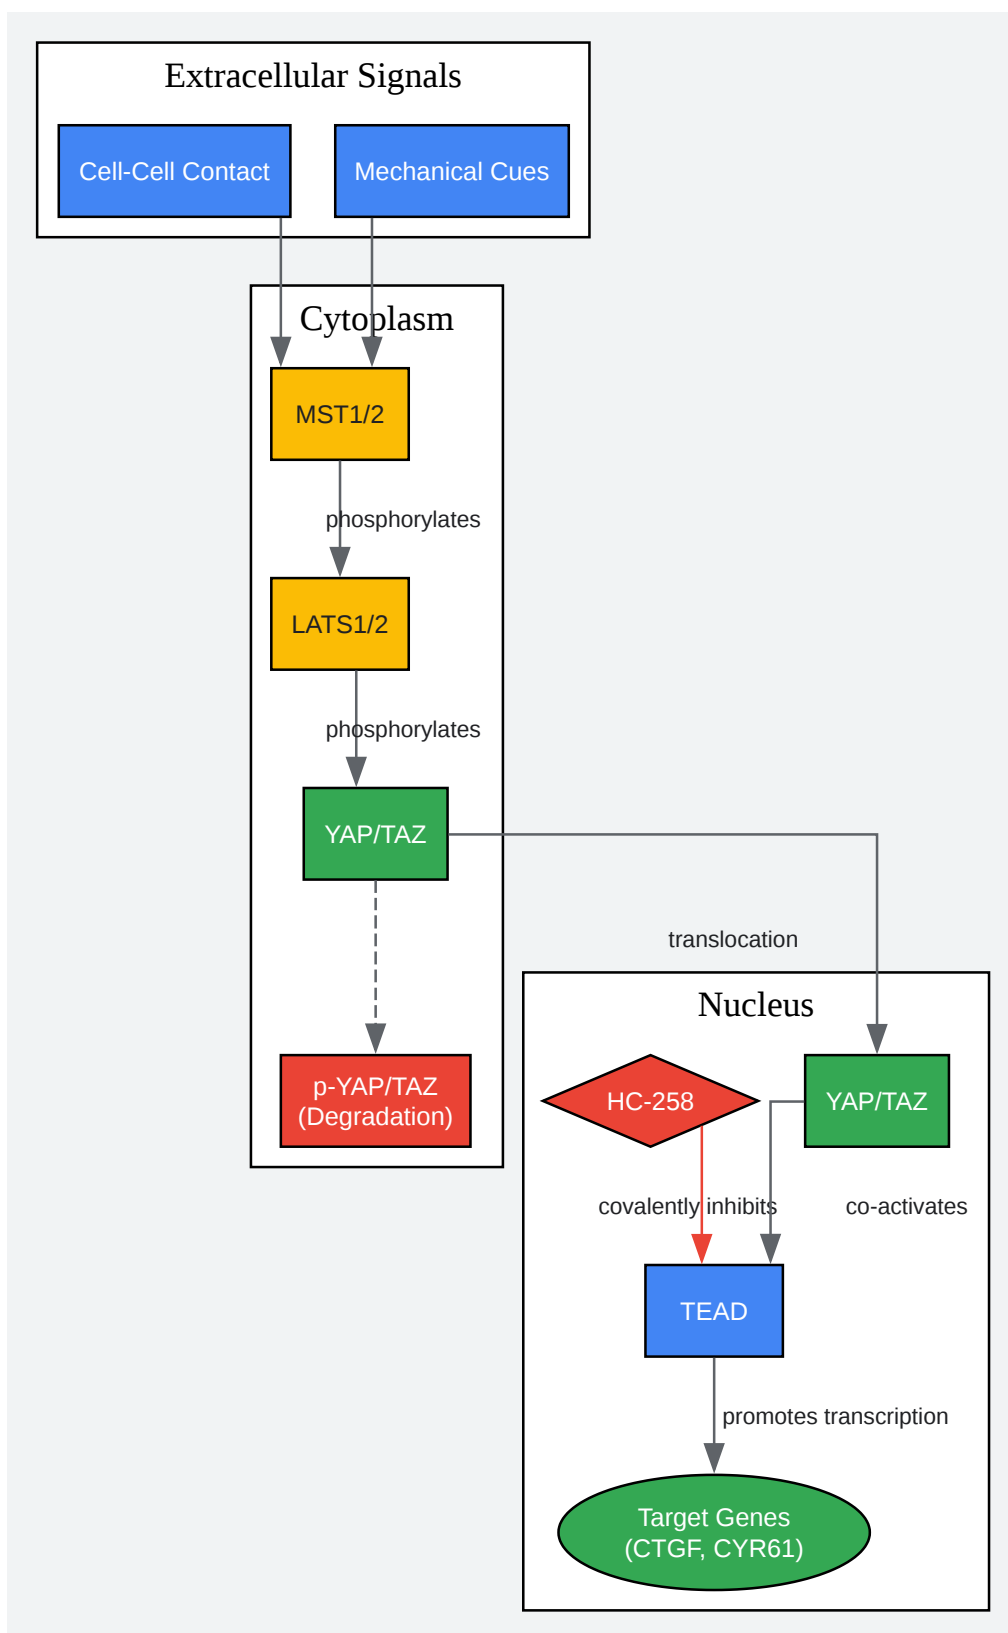 Extracellular Signals
Cell-Cell Contact
Mechanical Cues
Cytoplasm
MST1/2
phosphorylates
LATS1/2
phosphorylates
YAP/TAZ
translocation
Nucleus
p-YAP/TAZ
(Degradation)
HC-258
YAP/TAZ
covalently inhibits
co-activates
TEAD
promotes transcription
Target Genes
(CTGF, CYR61)